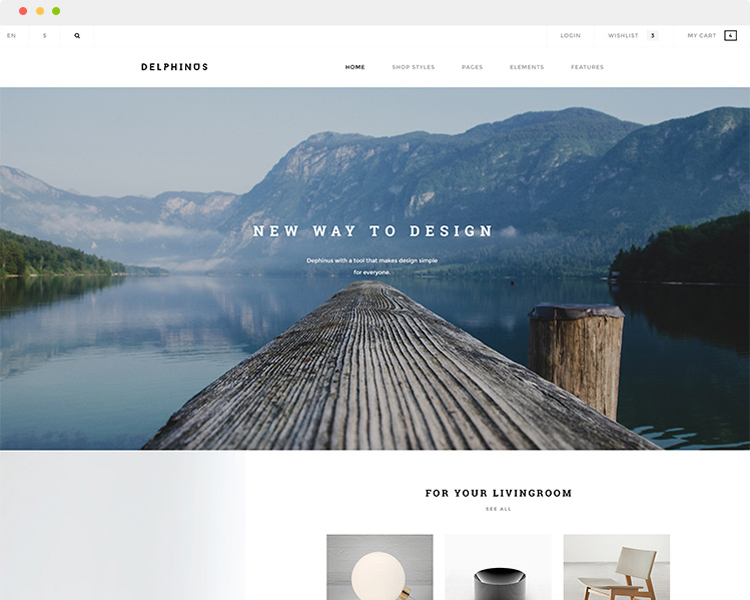 EN $ LOGIN WISHLIST 3 MY CART 4
DELPHINUS HOME SHOP STYLES PAGES ELEMENTS FEATURES
NEW WAY TO DESIGN
Dephinus with a tool that makes design simple
for everyone.
FOR YOUR LIVINGROOM
SEE ALL